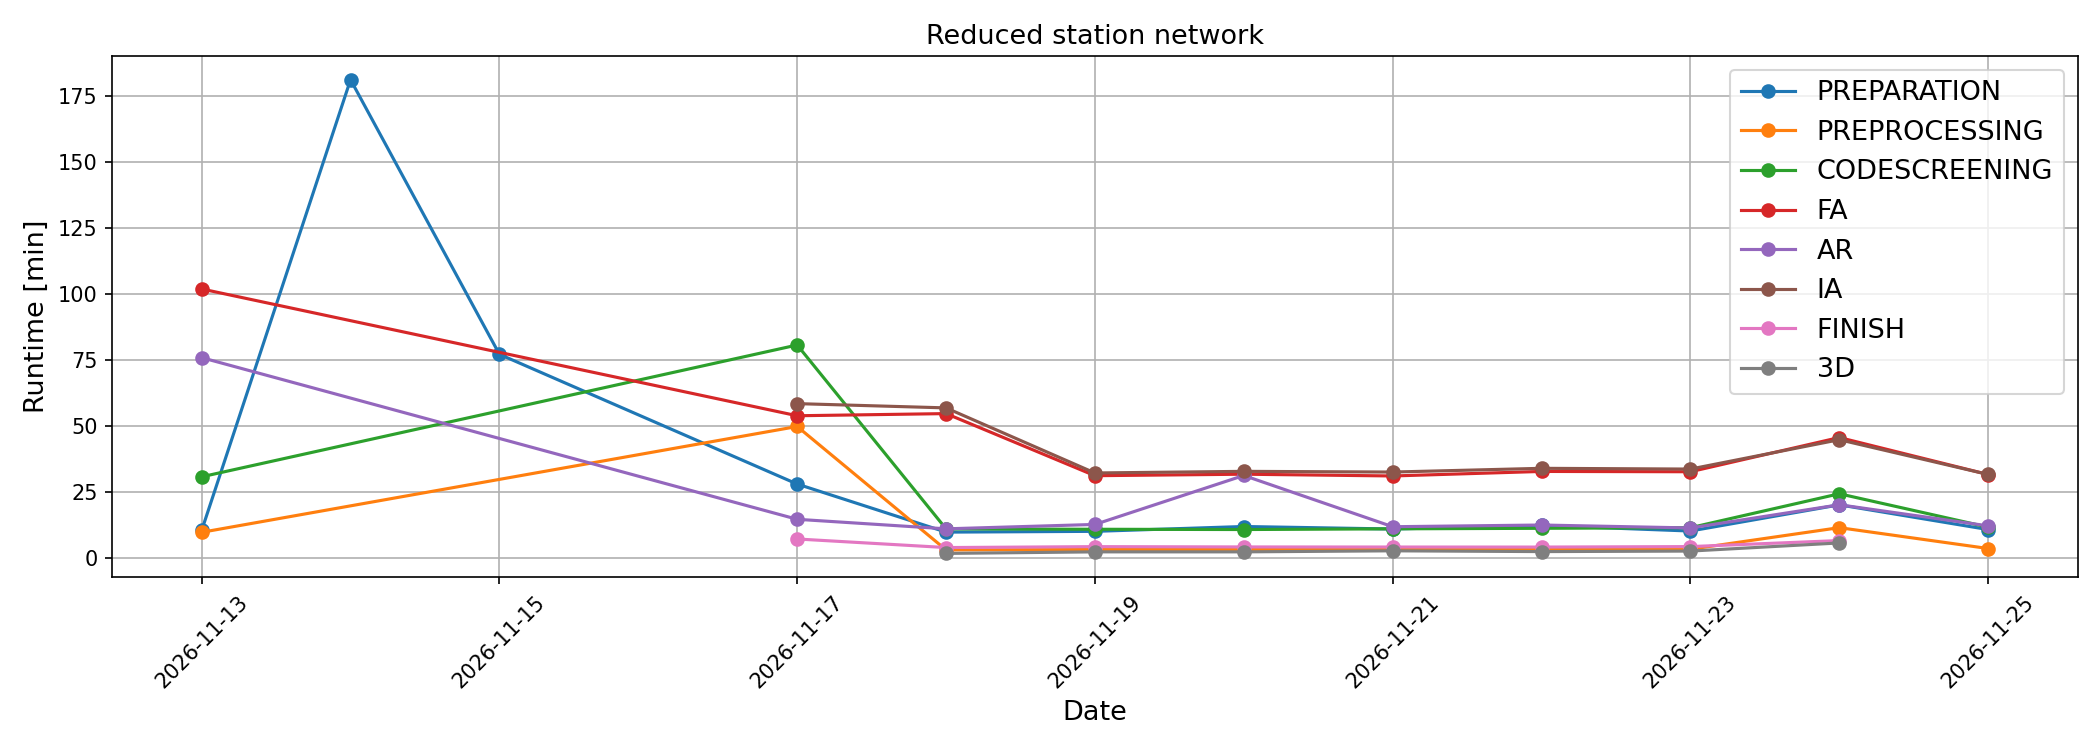 Reduced station network
Runtime [min]
175
150
125
100
75
50
25
0
PREPARATION
PREPROCESSING
CODESCREENING
FA
AR
IA
FINISH
3D
2026-11-13
2026-11-15
2026-11-17
2026-11-19
2026-11-21
2026-11-23
2026-11-25
Date